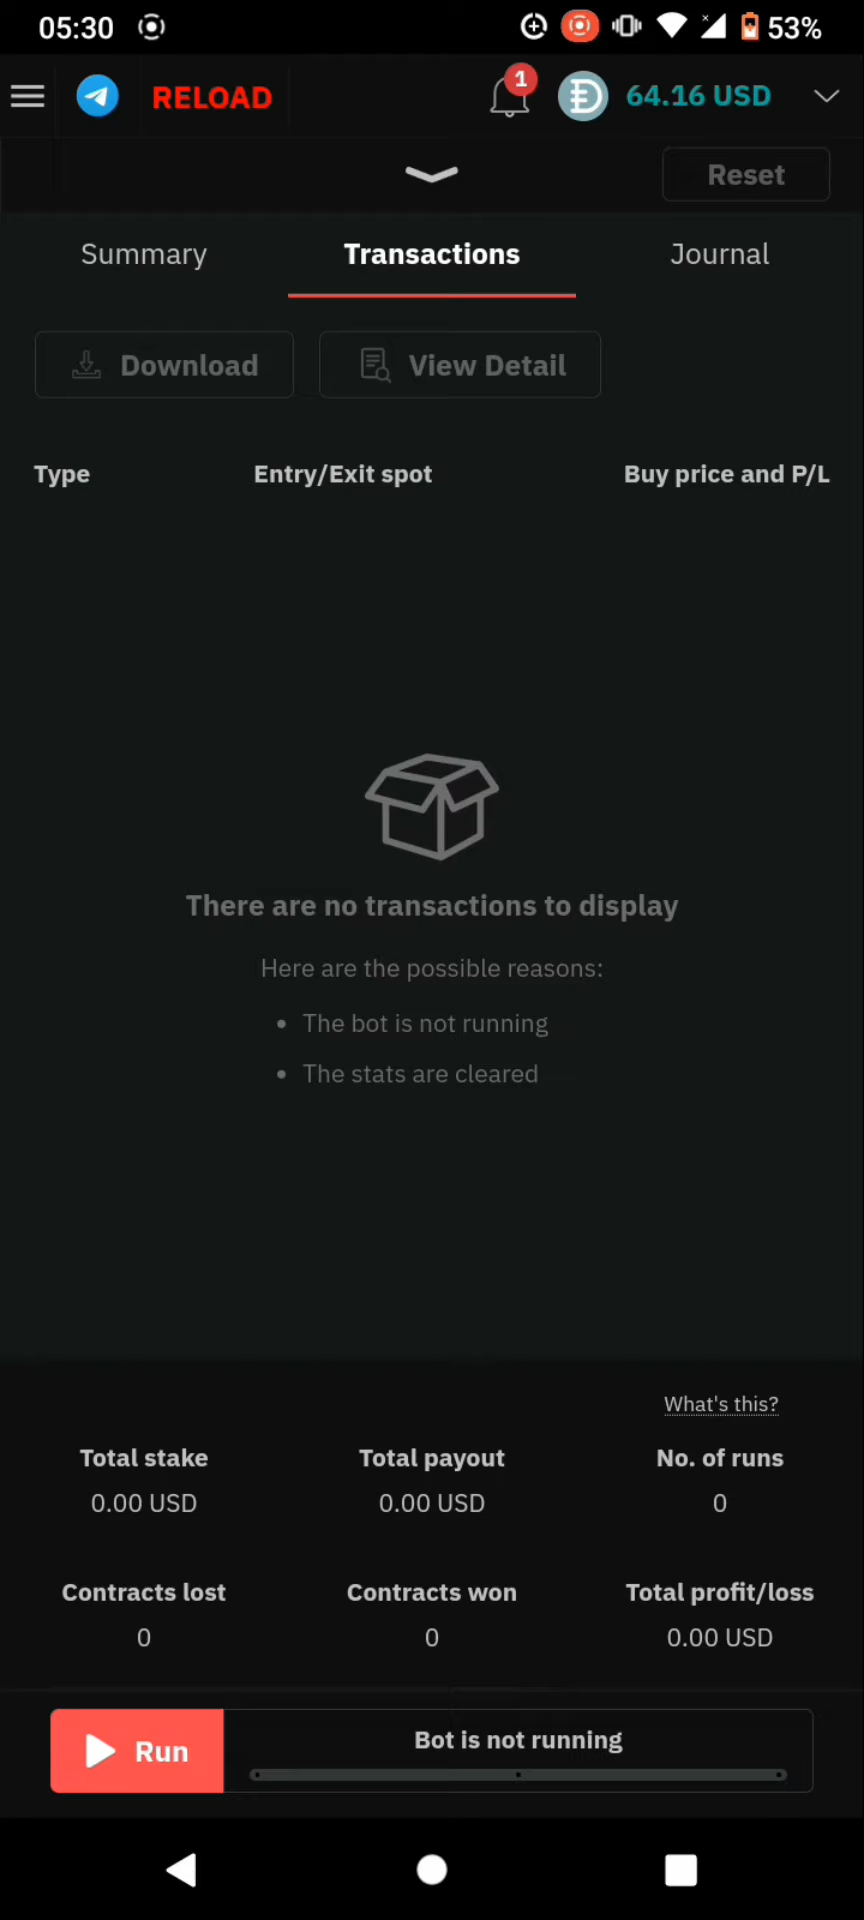 05:30 53%
RELOAD 1 64.16 USD
Reset
Summary Transactions Journal
Download View Detail
Type Entry/Exit spot Buy price and P/L
There are no transactions to display
Here are the possible reasons:
• The bot is not running
• The stats are cleared
What's this?
Total stake Total payout No. of runs
0.00 USD 0.00 USD 0
Contracts lost Contracts won Total profit/loss
0 0 0.00 USD
Run Bot is not running